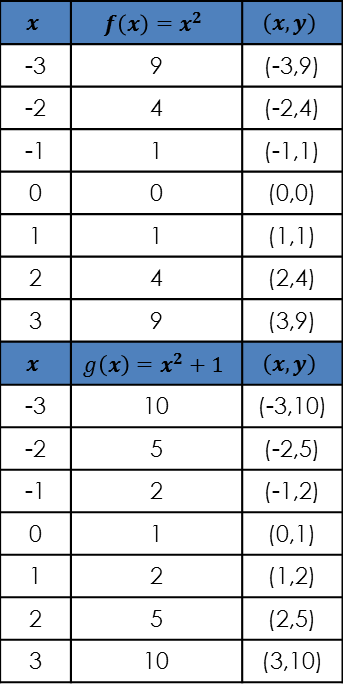 x f(x) = x² (x,y)
-3 9 (-3,9)
-2 4 (-2,4)
-1 1 (-1,1)
0 0 (0,0)
1 1 (1,1)
2 4 (2,4)
3 9 (3,9)
x g(x) = x² + 1 (x,y)
-3 10 (-3,10)
-2 5 (-2,5)
-1 2 (-1,2)
0 1 (0,1)
1 2 (1,2)
2 5 (2,5)
3 10 (3,10)